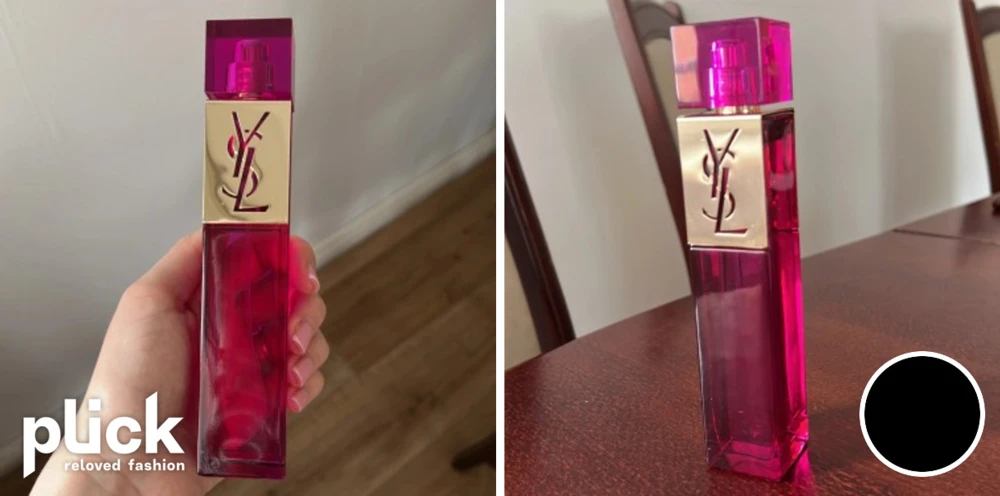 YSL
YSL
plick
reloved fashion